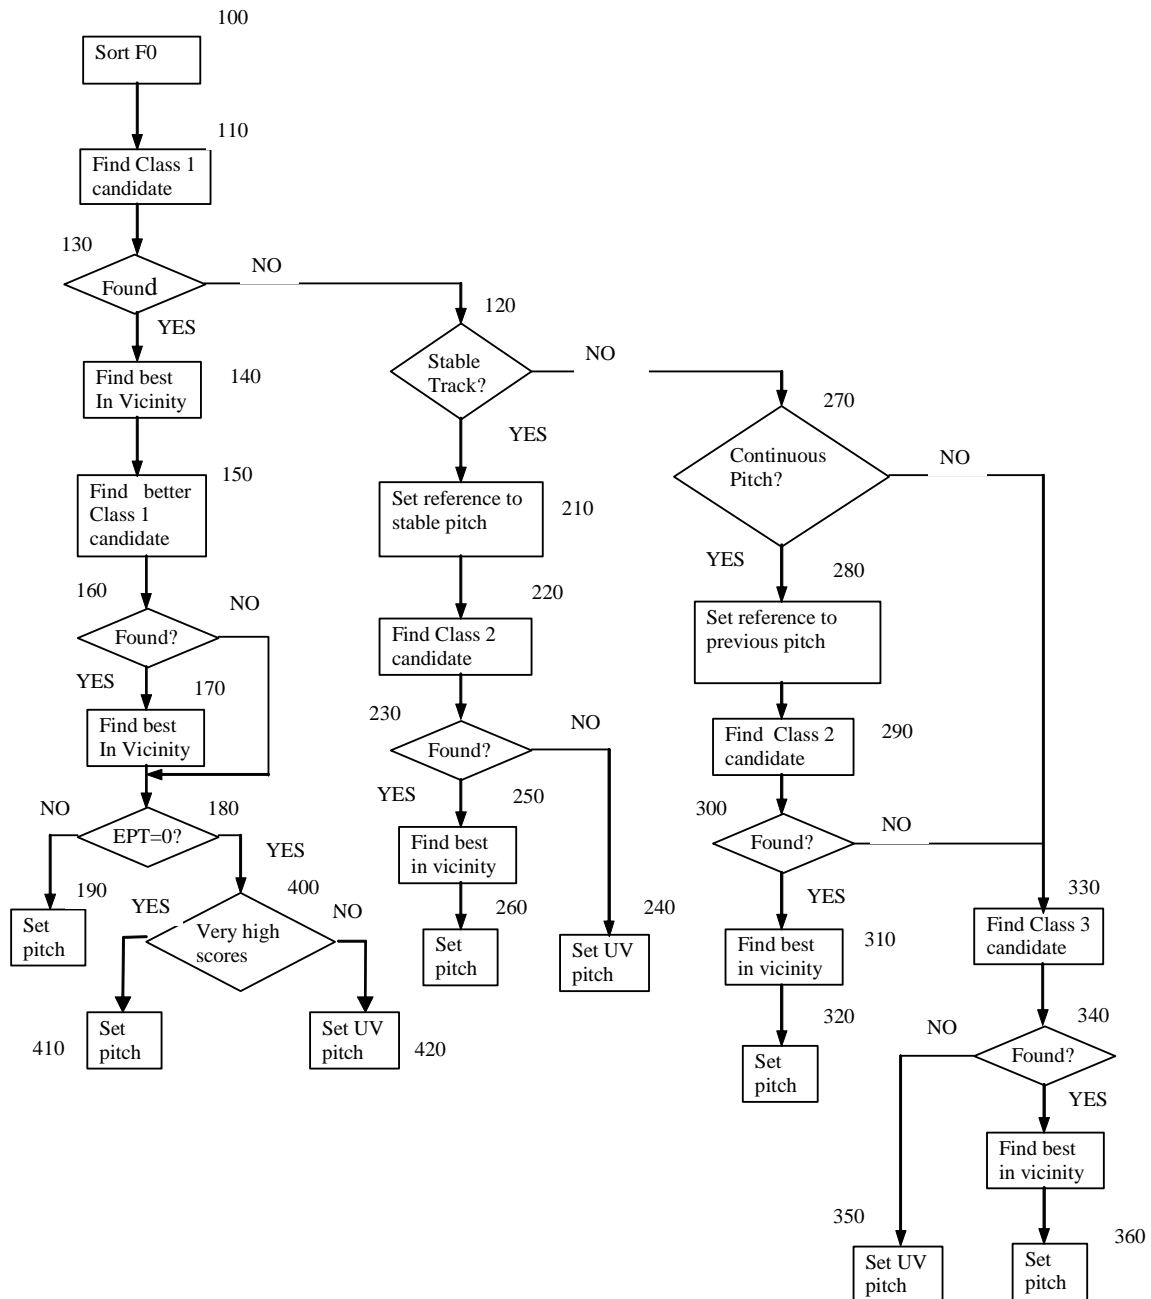 100
Sort F0
110
Find Class 1
candidate
130
Found
NO
YES
120
Stable
Track?
NO
YES
Find best
In Vicinity
140
270
Continuous
Pitch?
NO
YES
150
Find better
Class 1
candidate
Set reference to
stable pitch
210
280
Set reference to
previous pitch
160
Found?
NO
YES
220
Find Class 2
candidate
170
Find best
In Vicinity
230
Found?
NO
YES
Find Class 2
candidate
290
300
Found?
NO
YES
180
EPT=0?
NO
YES
250
Find best
in vicinity
190
Set
pitch
400
Very high
scores
YES
NO
260
Set
pitch
240
Set UV
pitch
310
Find best
in vicinity
330
Find Class 3
candidate
410
Set
pitch
Set UV
pitch
420
320
Set
pitch
340
Found?
NO
YES
Find best
in vicinity
350
Set UV
pitch
360
Set
pitch